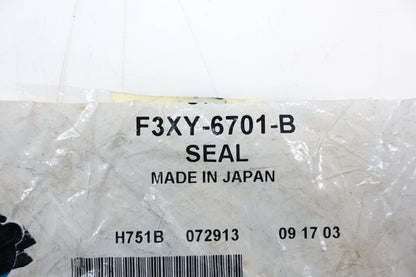 F3XY-6701-B
SEAL
MADE IN JAPAN
H751B 072913 09 17 03